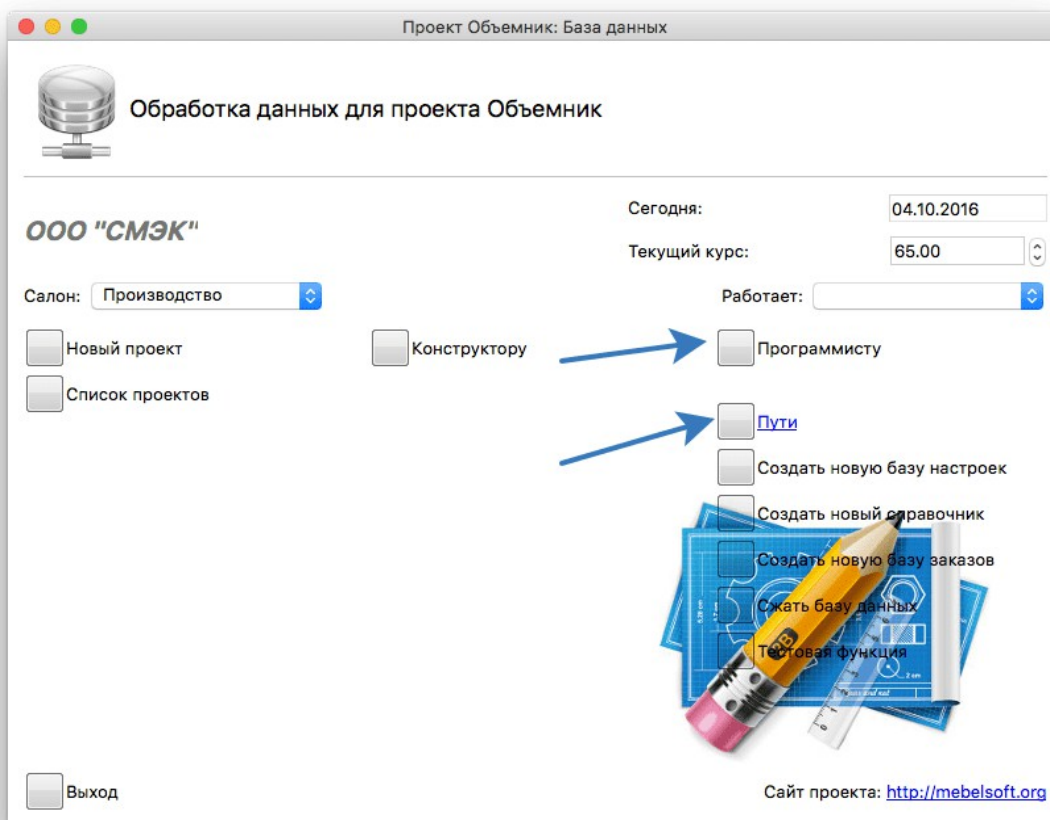 Проект Объемник: База данных
Обработка данных для проекта Объемник
ООО "СМЭК"
Сегодня: 04.10.2016
Текущий курс: 65.00
Салон: Производство
Работает:
Новый проект
Конструктору
Программисту
Список проектов
Пути
Создать новую базу настроек
Создать новый справочник
Создать новую базу заказов
Сжать базу данных
Тестовая функция
Выход
Сайт проекта: http://mebelsoft.org